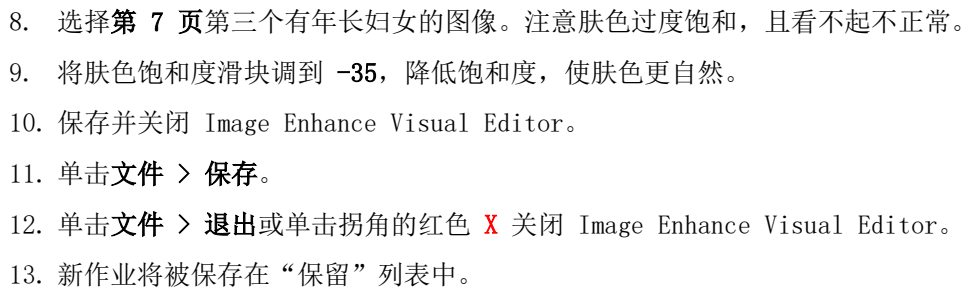 8. 选择第 7 页第三个有年长妇女的图像。注意肤色过度饱和，且看不起不正常。
9. 将肤色饱和度滑块调到 -35，降低饱和度，使肤色更自然。
10. 保存并关闭 Image Enhance Visual Editor。
11. 单击文件 > 保存。
12. 单击文件 > 退出或单击拐角的红色 X 关闭 Image Enhance Visual Editor。
13. 新作业将被保存在“保留”列表中。